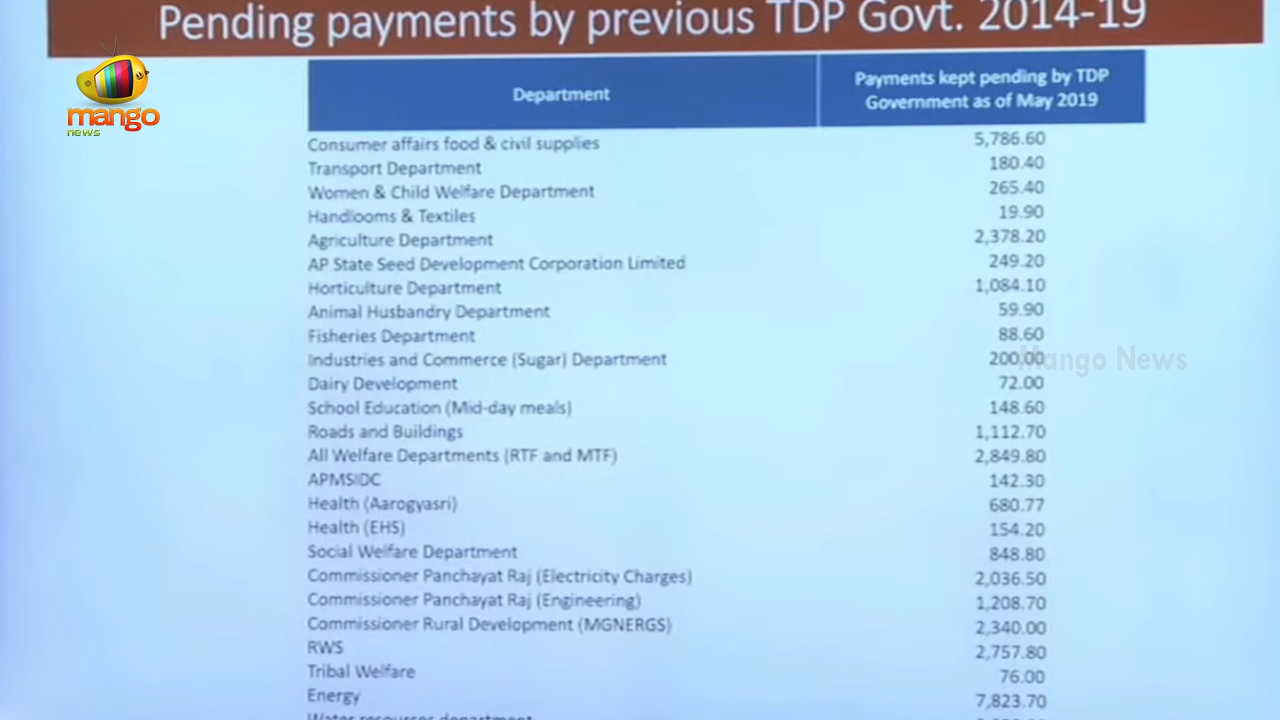 Pending payments by previous TDP Govt. 2014-19
mango
news
Department
Payments kept pending by TDP
Government as of May 2019
Consumer affairs food & civil supplies 5,786.60
Transport Department 180.40
Women & Child Welfare Department 265.40
Handlooms & Textiles 19.90
Agriculture Department 2,378.20
AP State Seed Development Corporation Limited 249.20
Horticulture Department 1,084.10
Animal Husbandry Department 59.90
Fisheries Department 88.60
Industries and Commerce (Sugar) Department 200.00
Mango News
Dairy Development 72.00
School Education (Mid-day meals) 148.60
Roads and Buildings 1,112.70
All Welfare Departments (RTF and MTF) 2,849.80
APMSIDC 142.30
Health (Aarogyasri) 680.77
Health (EHS) 154.20
Social Welfare Department 848.80
Commissioner Panchayat Raj (Electricity Charges) 2,036.50
Commissioner Panchayat Raj (Engineering) 1,208.70
Commissioner Rural Development (MGNERGS) 2,340.00
RWS 2,757.80
Tribal Welfare 76.00
Energy 7,823.70
Water resources department